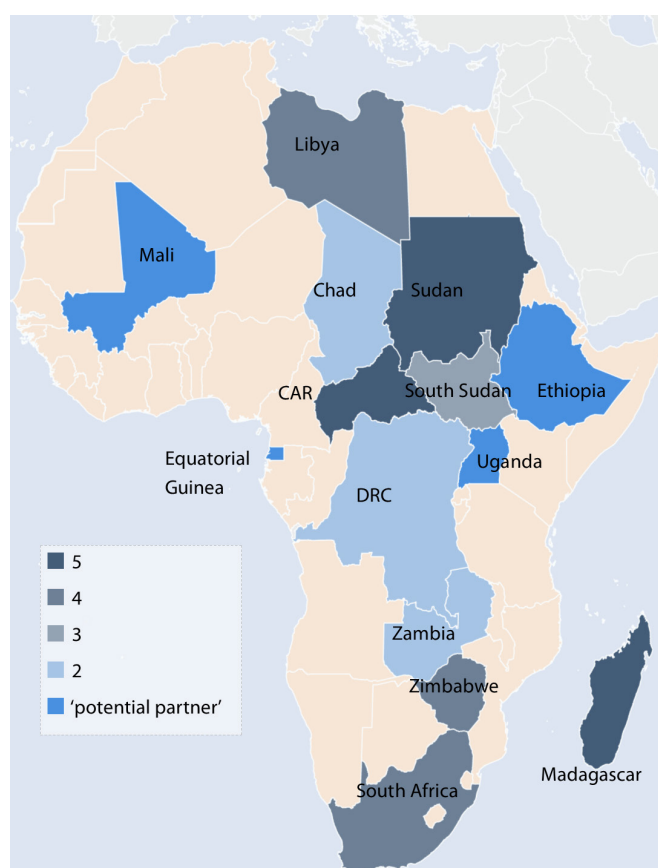 Libya
Mali
Chad
Sudan
CAR
South Sudan
Ethiopia
Equatorial
Guinea
Uganda
DRC
5
4
3
2
‘potential partner’
Zambia
Zimbabwe
Madagascar
South Africa